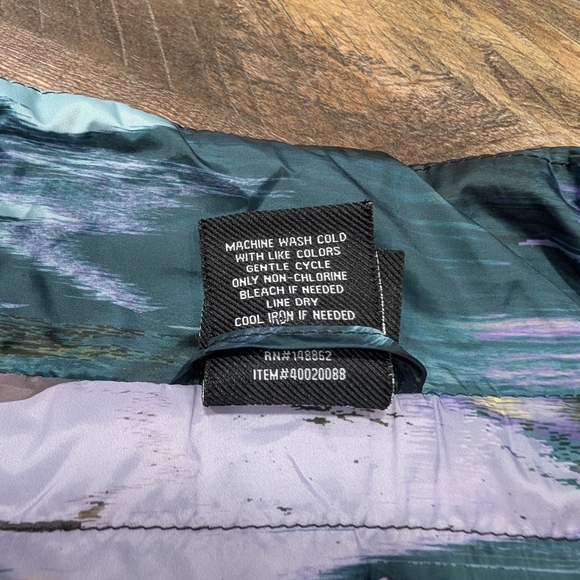 MACHINE WASH COLD
WITH LIKE COLORS
GENTLE CYCLE
ONLY NON-CHLORINE
BLEACH IF NEEDED
LINE DRY
COOL IRON IF NEEDED
RN#148862
ITEM#40020088